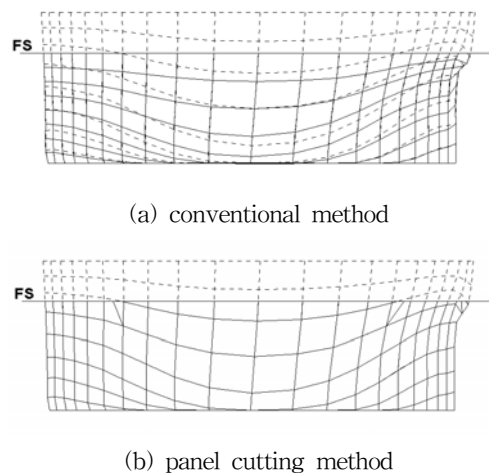 FS
(a) conventional method
FS
(b) panel cutting method